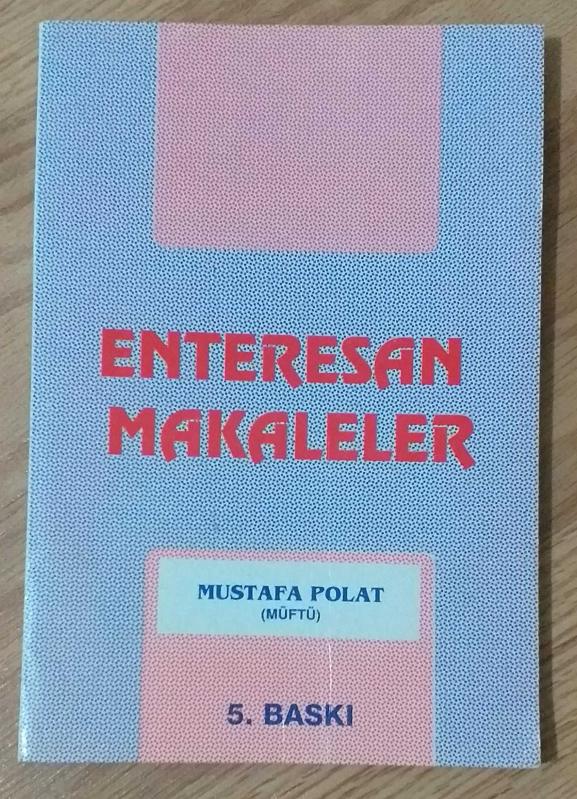 ENTERESAN
MAKALELER
MUSTAFA POLAT
(MÜFTÜ)
5. BASKI